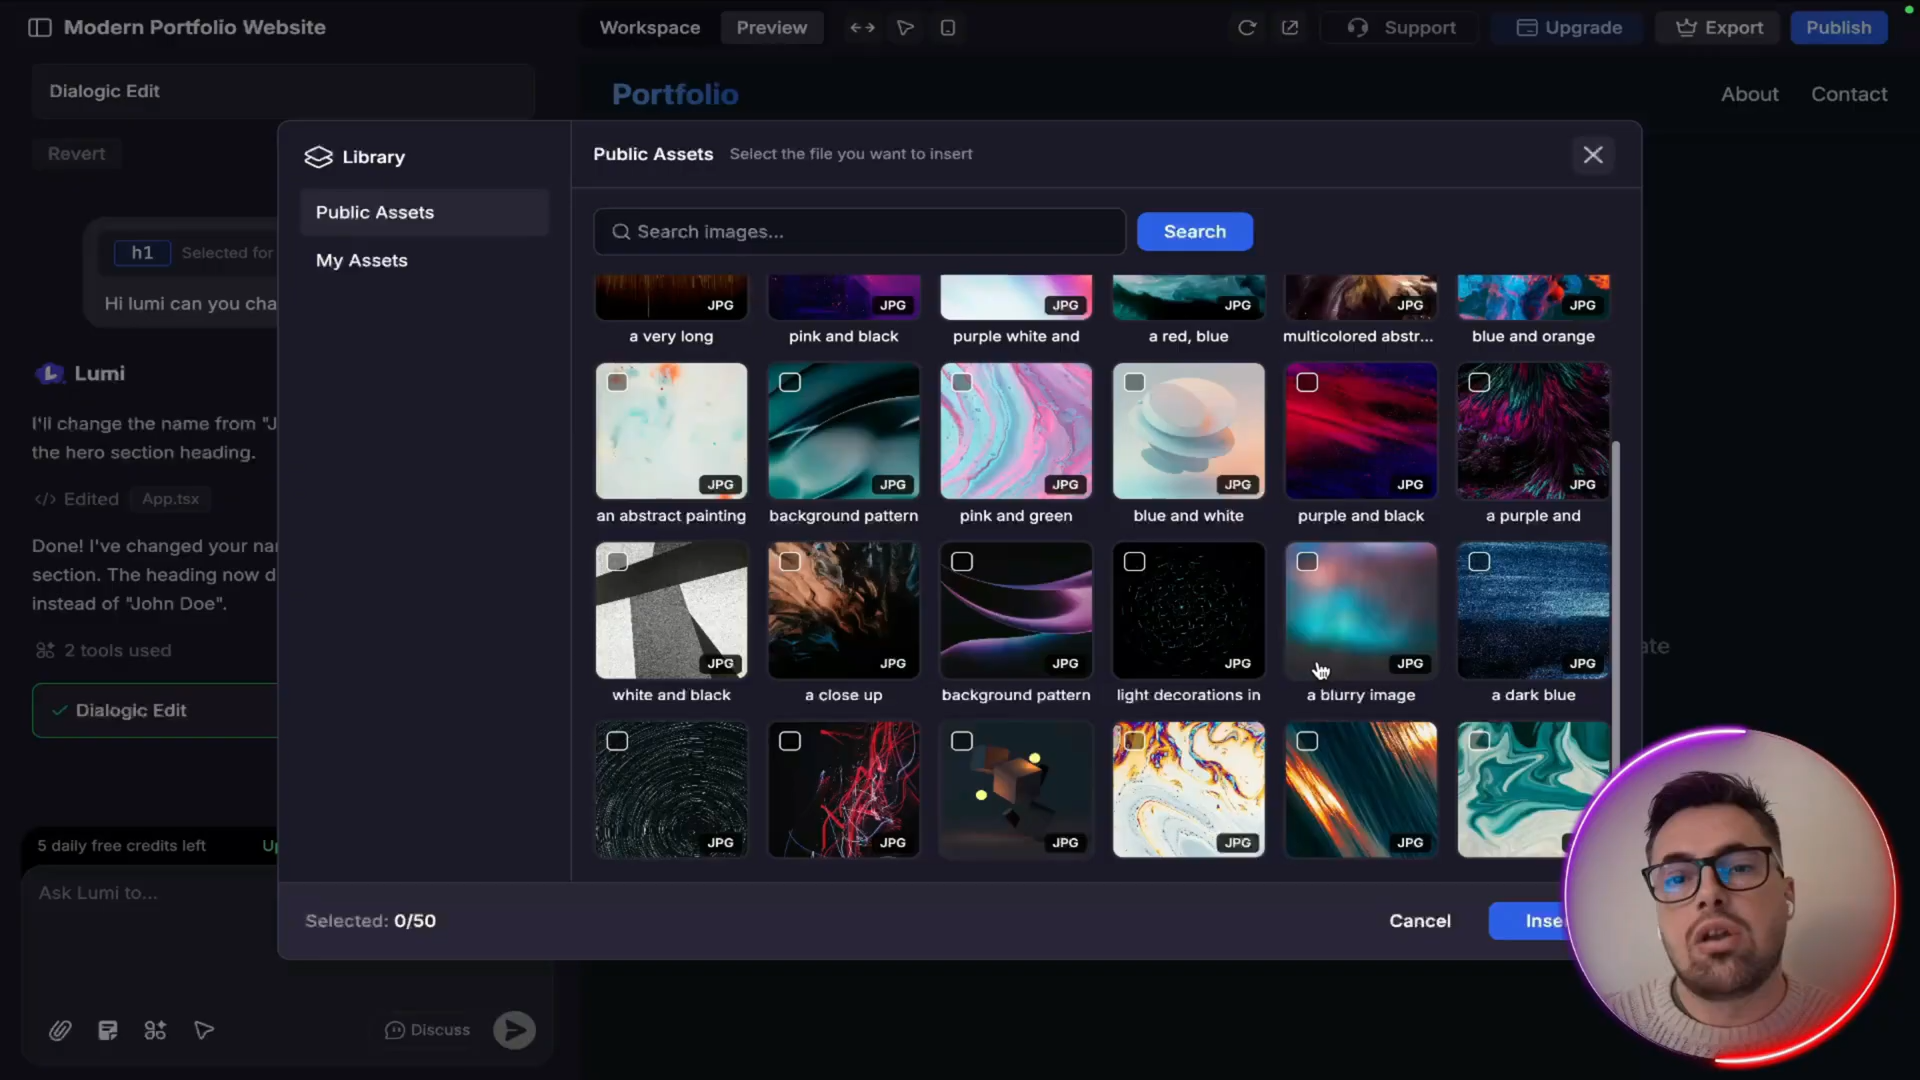 Modern Portfolio Website
Workspace
Preview
Support
Upgrade
Export
Publish
Dialogic Edit
Revert
Portfolio
About
Contact
h1
Selected for
Hi lumi can you cha
Lumi
I'll change the name from "J
the hero section heading.
Edited
App.tsx
Done! I've changed your nar
section. The heading now d
instead of "John Doe".
2 tools used
Dialogic Edit
5 daily free credits left
Ask Lumi to...
Discuss
Library
Public Assets
My Assets
Public Assets
Select the file you want to insert
Search images...
Search
JPG
JPG
JPG
JPG
JPG
JPG
a very long
pink and black
purple white and
a red, blue
multicolored abstr...
blue and orange
JPG
JPG
JPG
JPG
JPG
JPG
an abstract painting
background pattern
pink and green
blue and white
purple and black
a purple and
JPG
JPG
JPG
JPG
JPG
JPG
white and black
a close up
background pattern
light decorations in
a blurry image
a dark blue
JPG
JPG
JPG
JPG
JPG
Selected: 0/50
Cancel